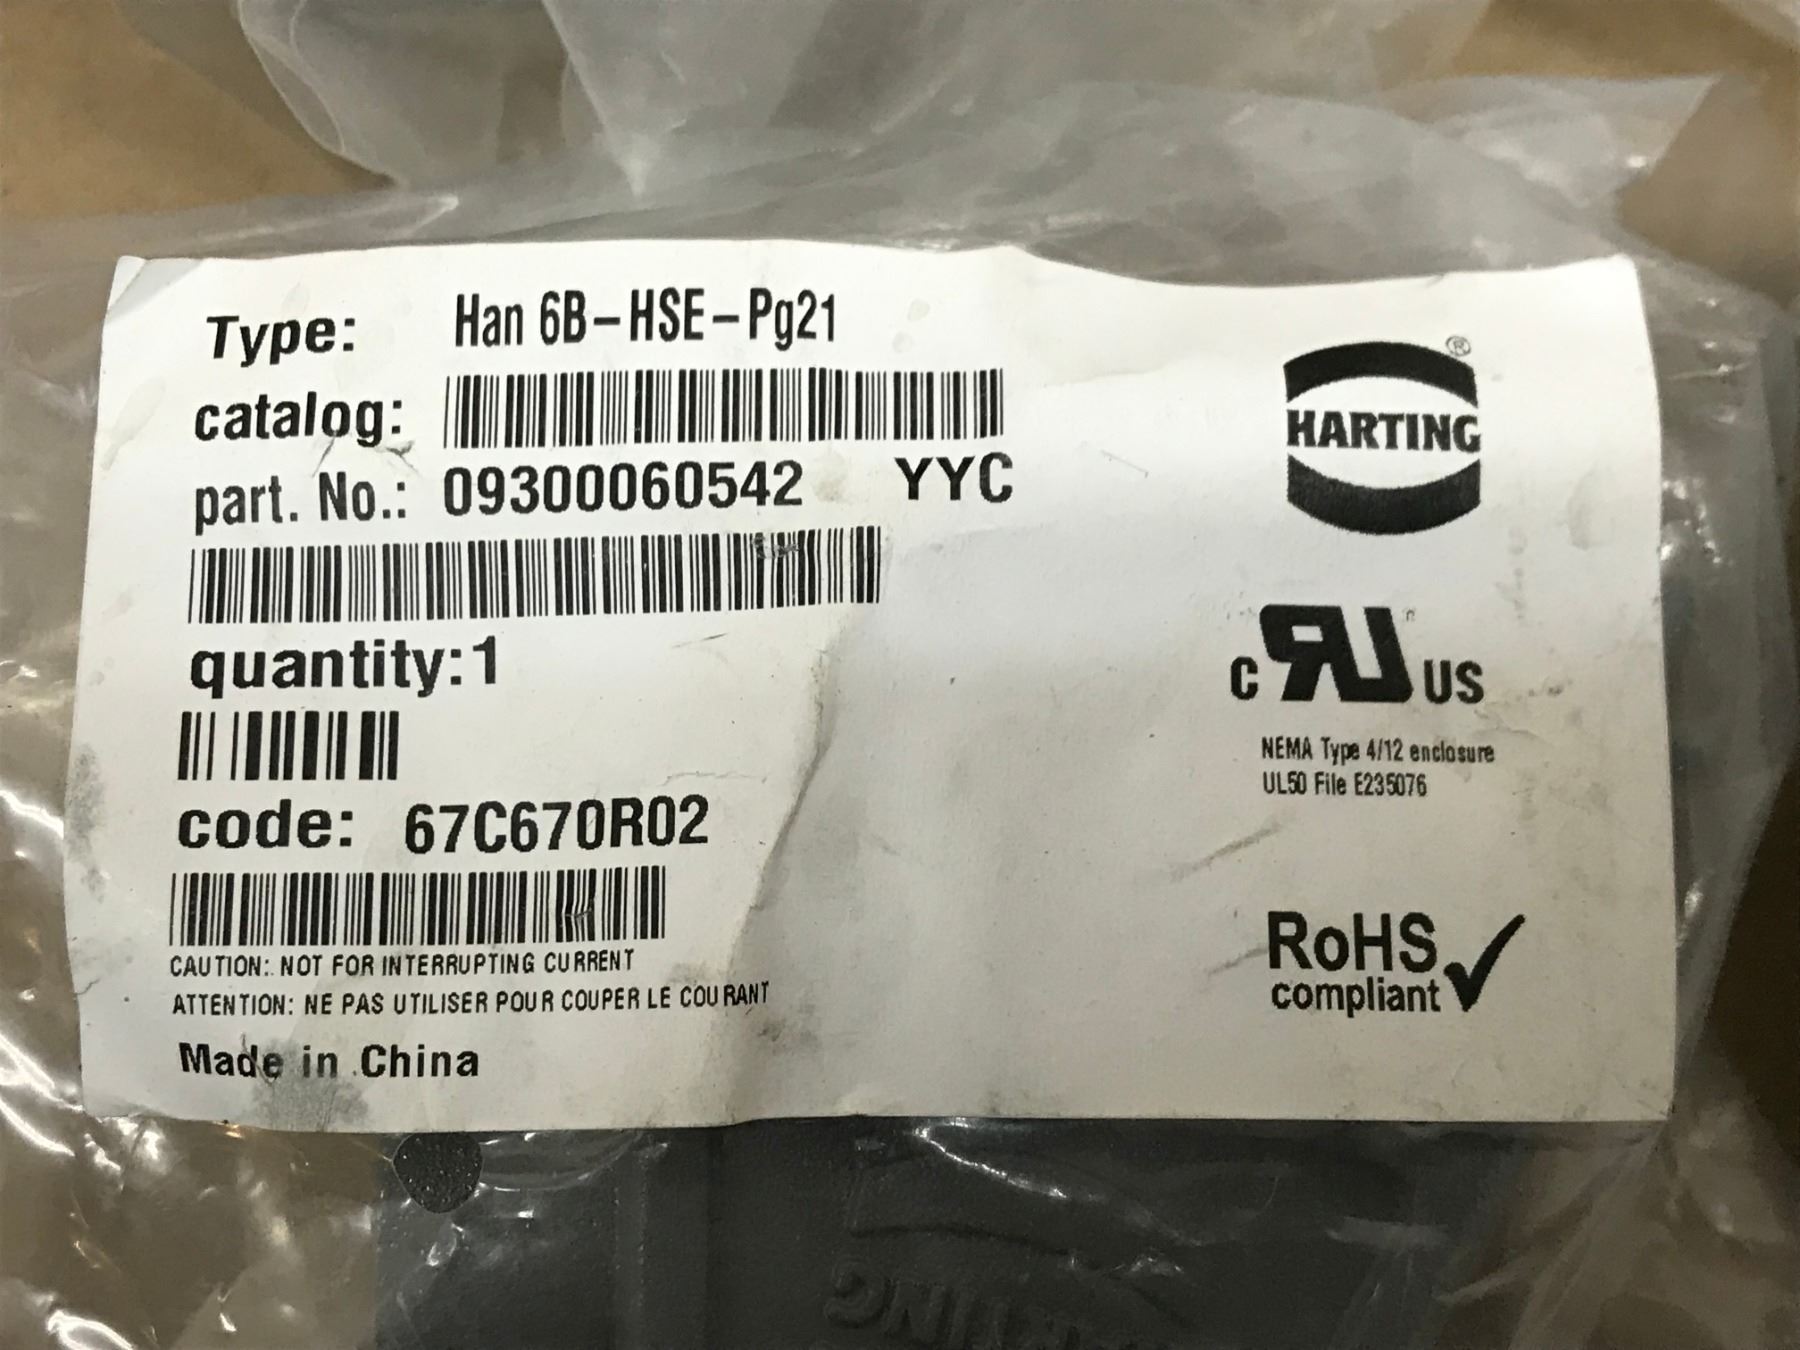 Type: Han 6B-HSE-Pg21
catalog:
part. No.: 09300060542 YYC
quantity:1
code: 67C670R02
CAUTION: NOT FOR INTERRUPTING CURRENT
ATTENTION: NE PAS UTILISER POUR COUPER LE COURANT
Made in China
®
HARTING
c RU US
NEMA Type 4/12 enclosure
UL50 File E235076
RoHS
compliant
HARTING